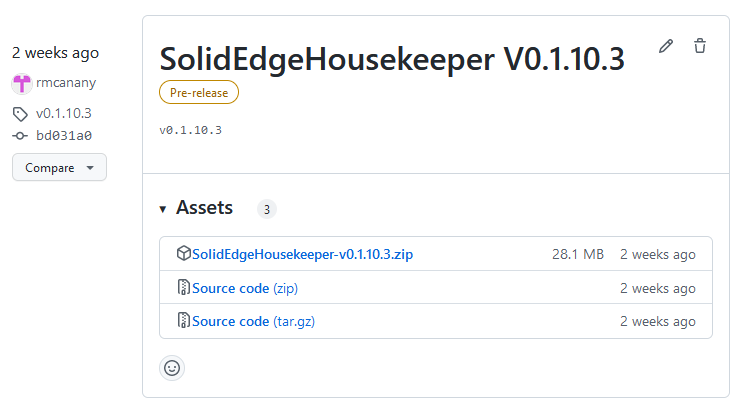 2 weeks ago
rmcanany
v0.1.10.3
bd031a0
Compare
SolidEdgeHousekeeper V0.1.10.3
Pre-release
v0.1.10.3
Assets 3
SolidEdgeHousekeeper-v0.1.10.3.zip 28.1 MB 2 weeks ago
Source code (zip) 2 weeks ago
Source code (tar.gz) 2 weeks ago